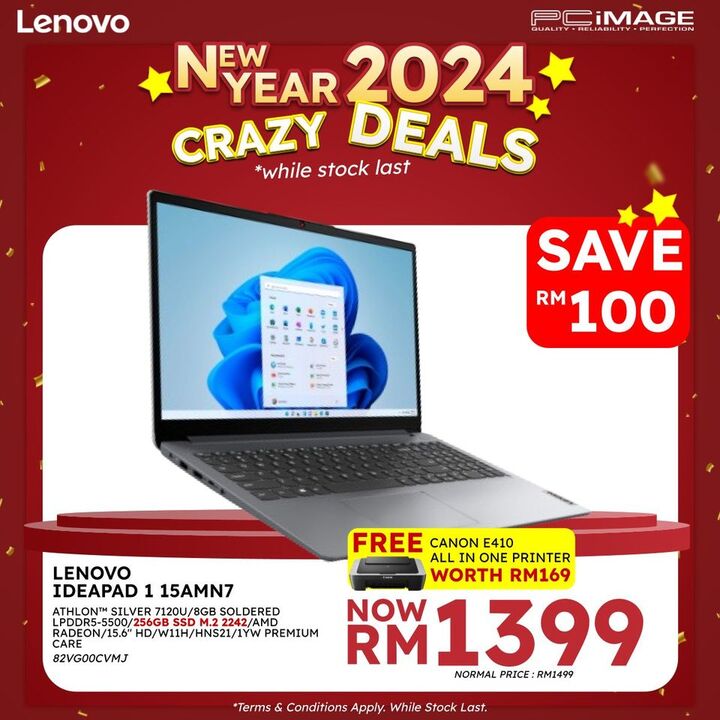 Lenovo
PCiMAGE
QUALITY • RELIABILITY • PERFECTION
NEW YEAR 2024
CRAZY DEALS
*while stock last
SAVE
RM100
FREE
CANON E410
ALL IN ONE PRINTER
WORTH RM169
LENOVO
IDEAPAD 1 15AMN7
ATHLON™ SILVER 7120U/8GB SOLDERED
LPDDR5-5500/256GB SSD M.2 2242/AMD
RADEON/15.6" HD/W11H/HNS21/1YW PREMIUM
CARE
82VG00CVMJ
NOW
RM1399
NORMAL PRICE : RM1499
*Terms & Conditions Apply. While Stock Last.